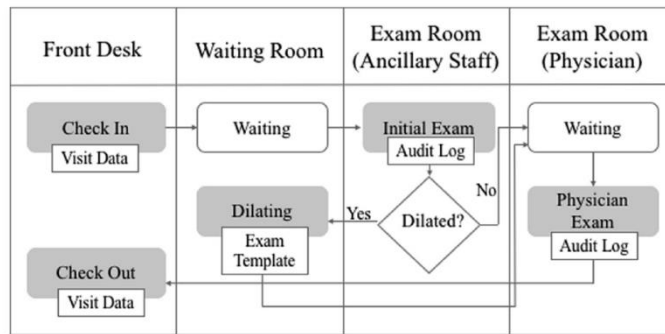 Front Desk
Waiting Room
Exam Room
(Ancillary Staff)
Exam Room
(Physician)
Check In
Visit Data
Waiting
Initial Exam
Audit Log
Waiting
Dilating
Exam
Template
Yes
Dilated?
No
Physician
Exam
Audit Log
Check Out
Visit Data